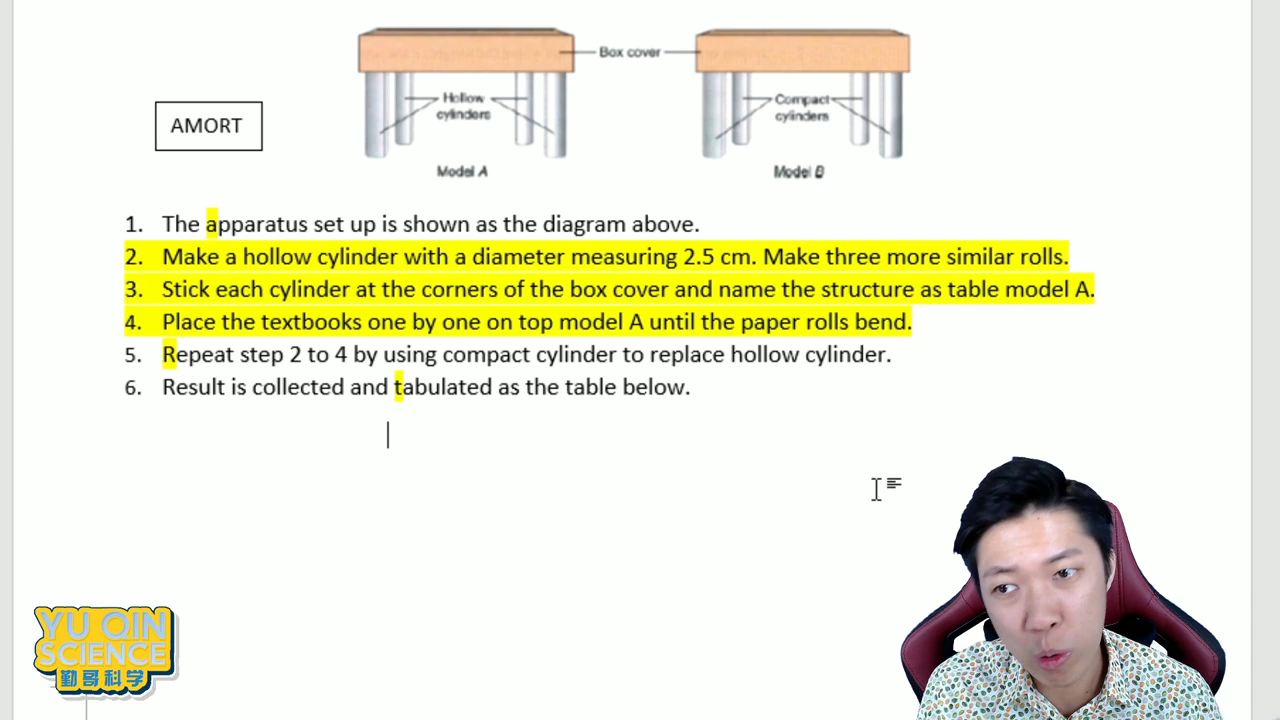 Box cover
Hollow
cylinders
Compact
cylinders
AMORT
Model A
Model B
1. The apparatus set up is shown as the diagram above.
2. Make a hollow cylinder with a diameter measuring 2.5 cm. Make three more similar rolls.
3. Stick each cylinder at the corners of the box cover and name the structure as table model A.
4. Place the textbooks one by one on top model A until the paper rolls bend.
5. Repeat step 2 to 4 by using compact cylinder to replace hollow cylinder.
6. Result is collected and tabulated as the table below.
YU QIN
SCIENCE
勤哥科学